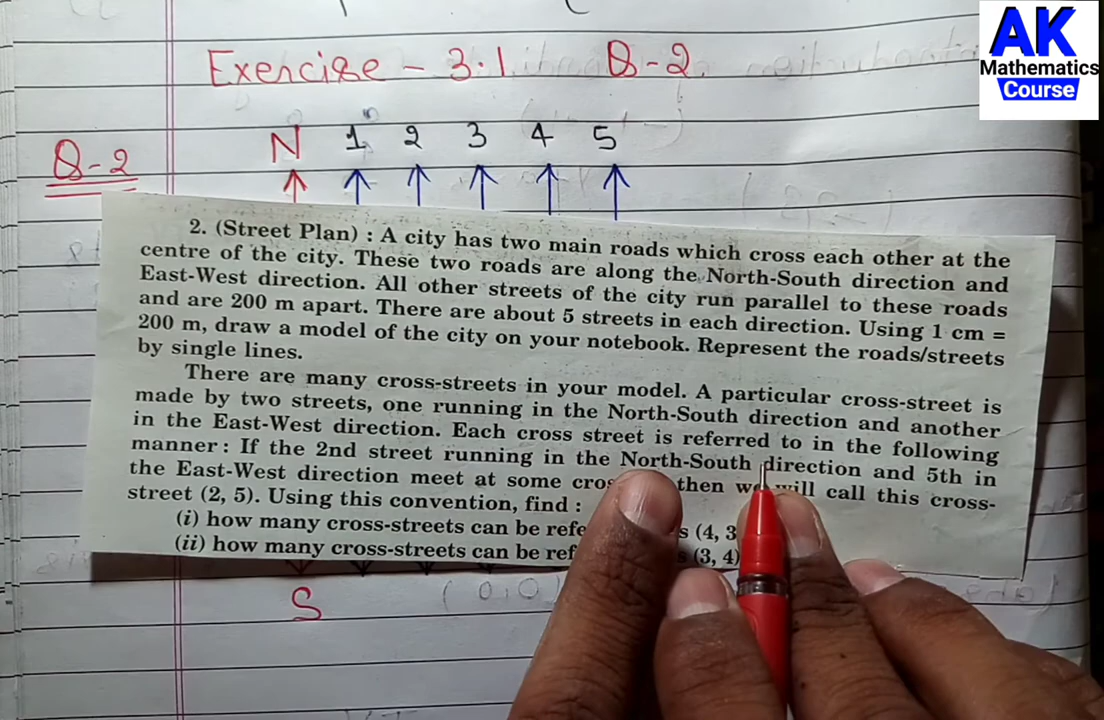 AK
Mathematics
Course
Exercise - 3.1 Q-2.
Q-2
N 1 2 3 4 5
2. (Street Plan) : A city has two main roads which cross each other at the
centre of the city. These two roads are along the North-South direction and
East-West direction. All other streets of the city run parallel to these roads
and are 200 m apart. There are about 5 streets in each direction. Using 1 cm =
200 m, draw a model of the city on your notebook. Represent the roads/streets
by single lines.
There are many cross-streets in your model. A particular cross-street is
made by two streets, one running in the North-South direction and another
in the East-West direction. Each cross street is referred to in the following
manner : If the 2nd street running in the North-South direction and 5th in
the East-West direction meet at some then we will call this cross-
street (2, 5). Using this convention, find :
(i) how many cross-streets can be (4, 3
(ii) how many cross-streets can be (3, 4)
S